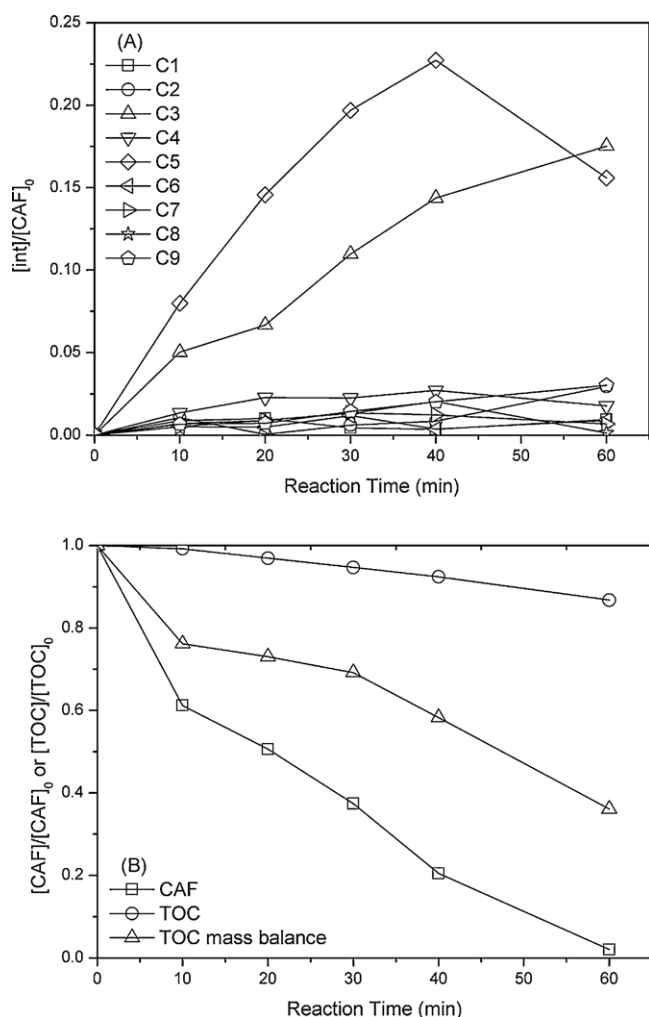 0.25
(A)
C1
C2
C3
C4
C5
C6
C7
C8
C9
0.20
0.15
0.10
0.05
0.00
[int]/[CAF]0
0 10 20 30 40 50 60
Reaction Time (min)
1.0
0.8
0.6
0.4
0.2
0.0
[CAF]/[CAF]0 or [TOC]/[TOC]0
(B)
CAF
TOC
TOC mass balance
0 10 20 30 40 50 60
Reaction Time (min)